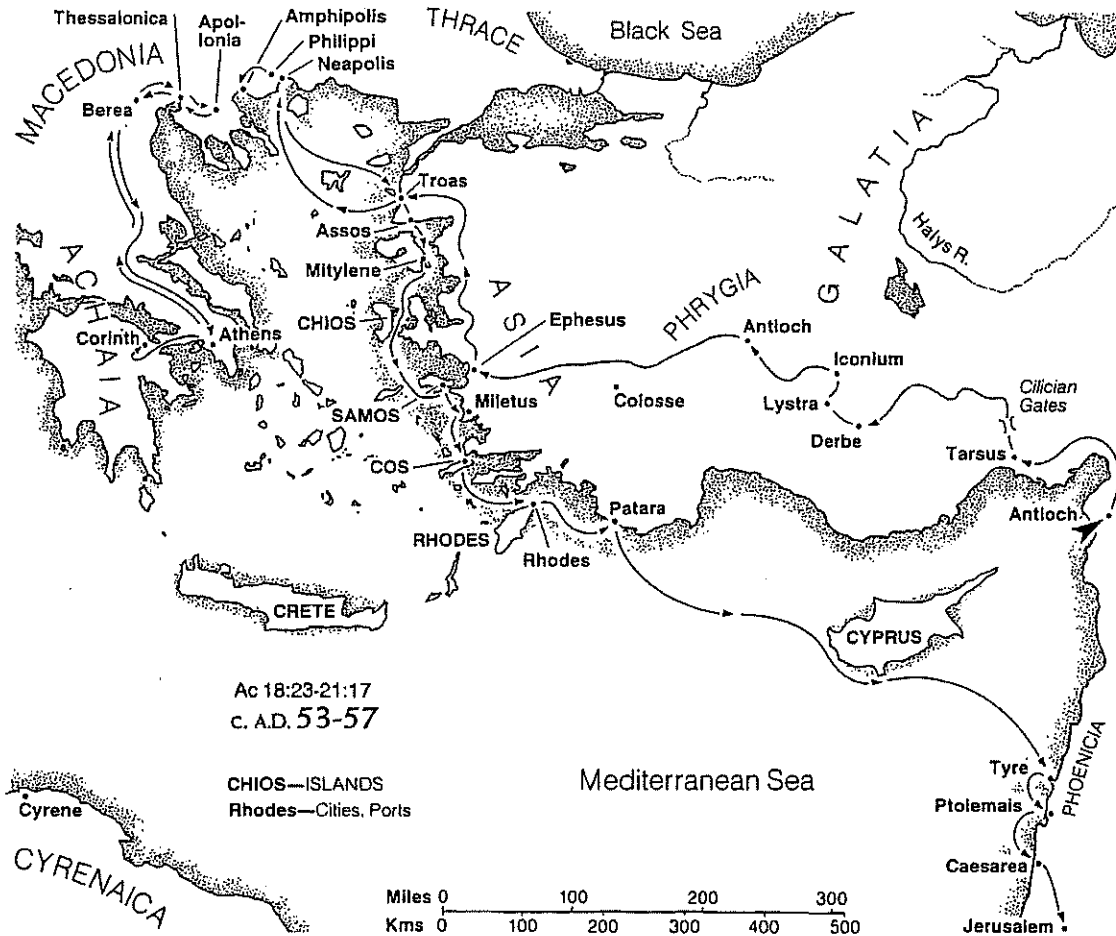 Thessalonica
Apol-
lonia
Amphipolis
Philippi
Neapolis
THRACE
Black Sea
MACEDONIA
Berea
GALATIA
Troas
Assos
Halys R.
Mitylene
ACHAIA
ASIA
PHRYGIA
CHIOS
Ephesus
Antioch
Corinth
Athens
Iconium
SAMOS
Miletus
Colosse
Lystra
Cilician
Gates
Derbe
COS
Tarsus
Patara
Antioch
RHODES
Rhodes
CRETE
CYPRUS
Ac 18:23-21:17
c. A.D. 53-57
PHOENICIA
Mediterranean Sea
Tyre
CHIOS—ISLANDS
Rhodes—Cities, Ports
Cyrene
Ptolemais
CYRENAICA
Caesarea
Miles 0 100 200 300
Kms 0 100 200 300 400 500
Jerusalem